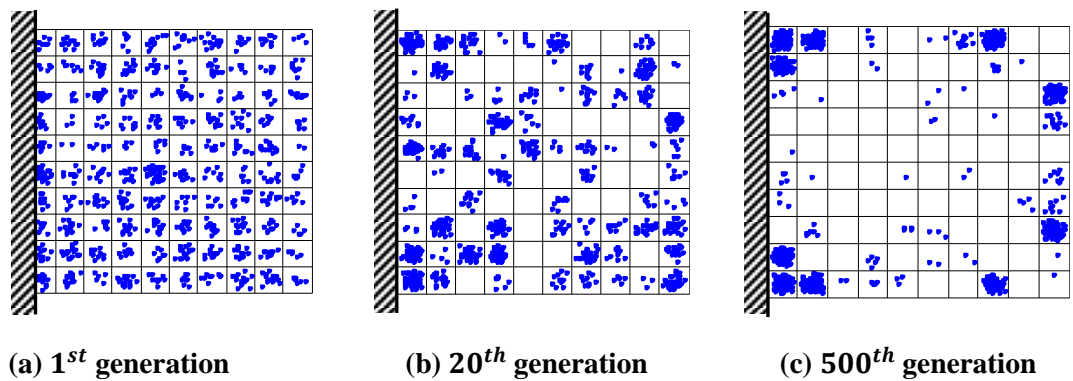 (a) 1ˢᵗ generation
(b) 20ᵗʰ generation
(c) 500ᵗʰ generation